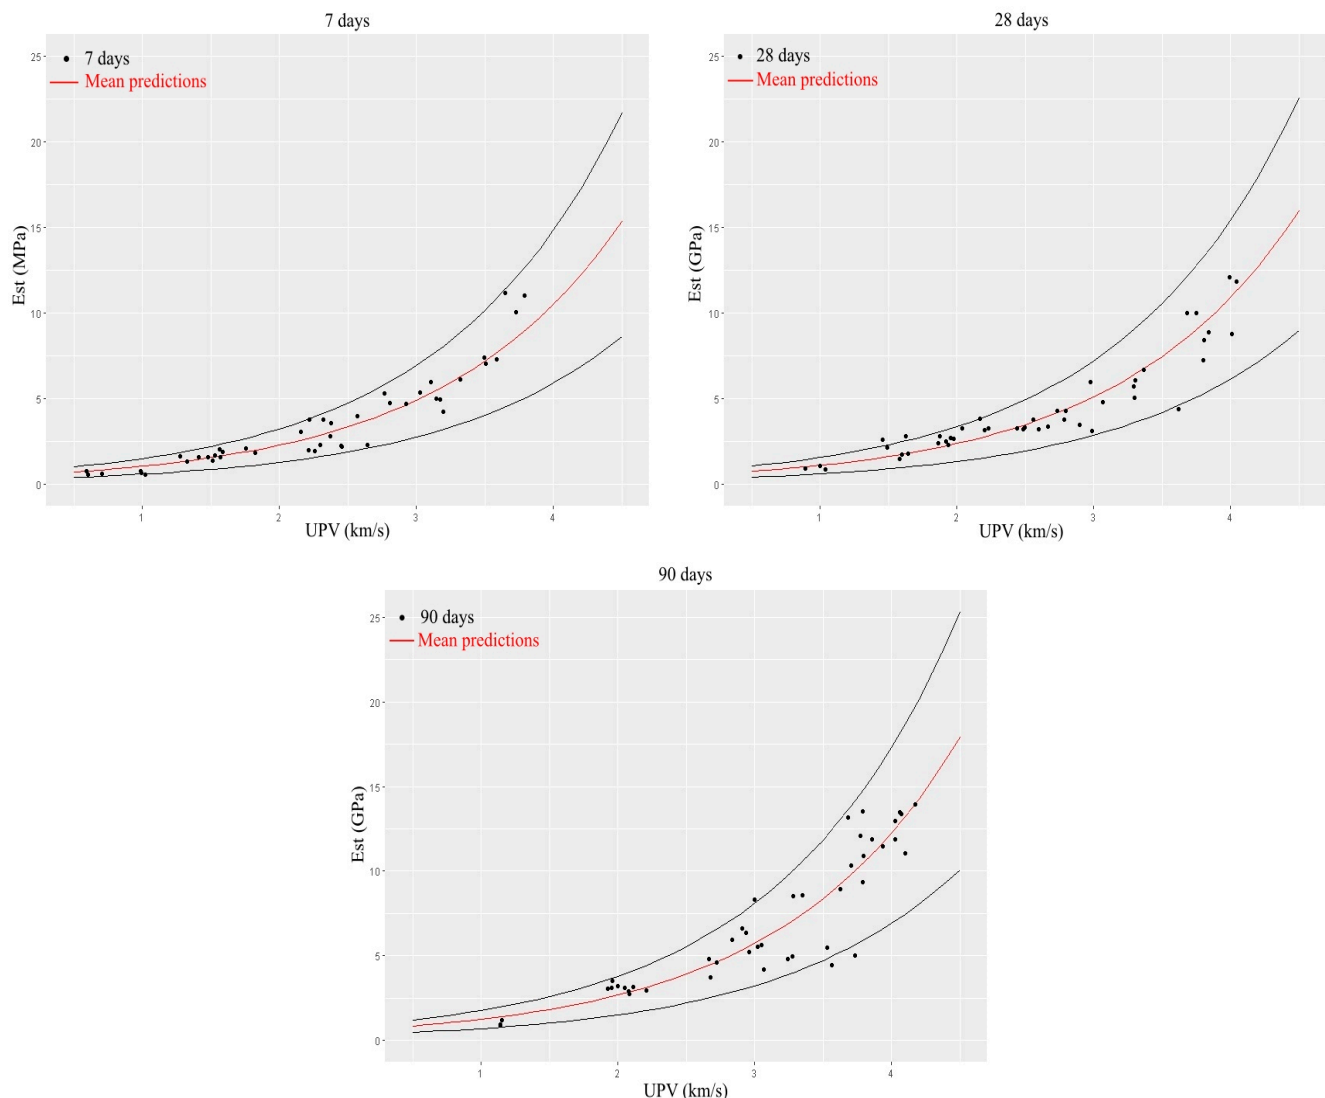 7 days
7 days
Mean predictions
25
20
15
10
5
0
Est (MPa)
1 2 3 4
UPV (km/s)
28 days
28 days
Mean predictions
25
20
15
10
5
0
Est (GPa)
1 2 3 4
UPV (km/s)
90 days
90 days
Mean predictions
25
20
15
10
5
0
Est (GPa)
1 2 3 4
UPV (km/s)